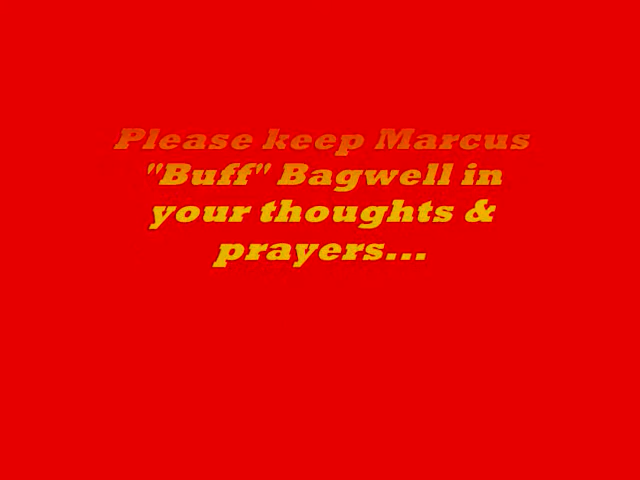 Please keep Marcus
"Buff" Bagwell in
your thoughts &
prayers...